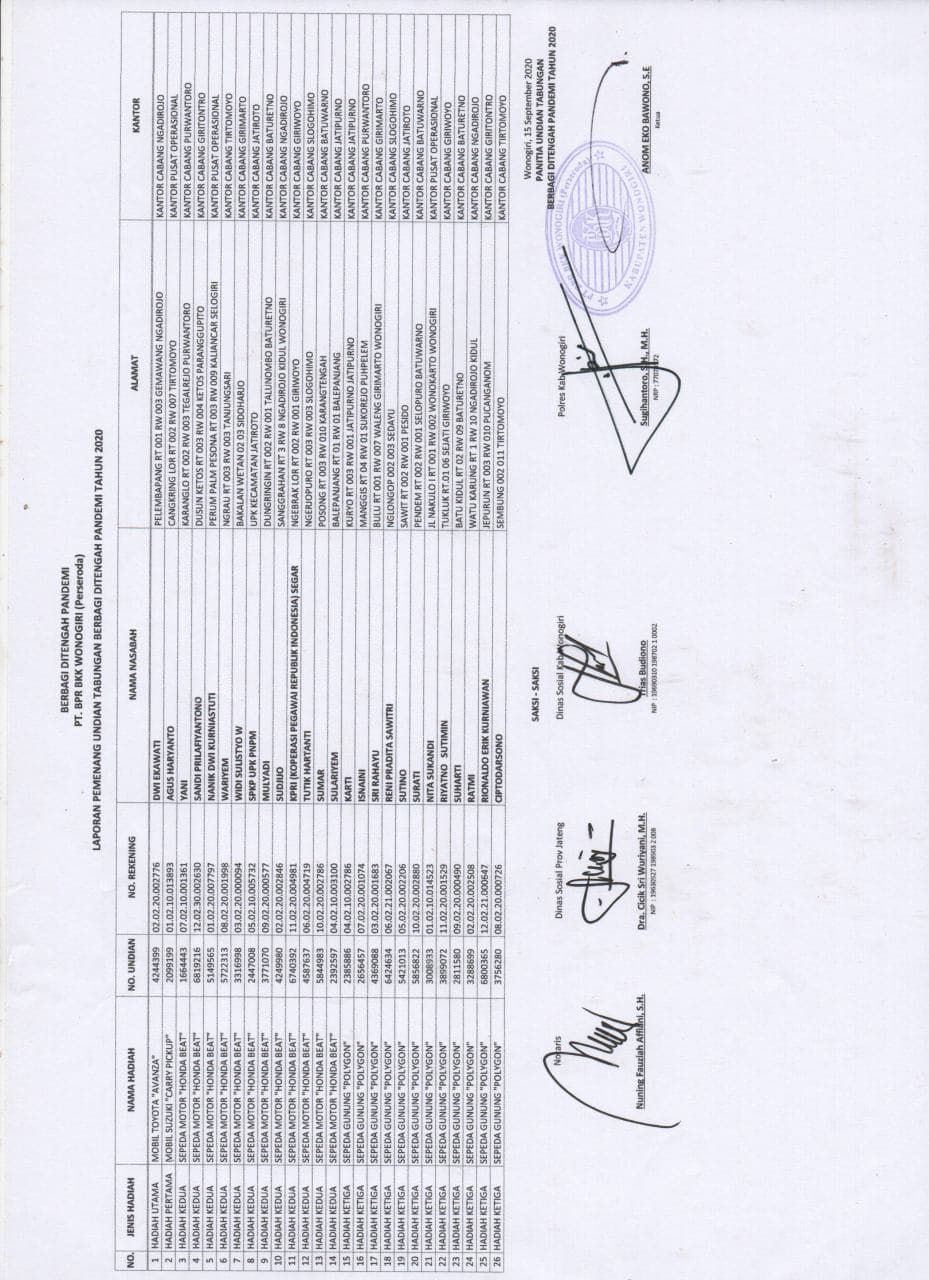 BERBAGI DITENGAH PANDEMI
PT. BPR BKK WONOGIRI (Perseroda)
LAPORAN PEMENANG UNDIAN TABUNGAN BERBAGI DITENGAH PANDEMI TAHUN 2020
NO. JENIS HADIAH NAMA HADIAH NO. UNDIAN NO. REKENING NAMA NASABAH ALAMAT KANTOR
1 HADIAH UTAMA MOBIL TOYOTA "AVANZA" 4244399 02.02.20.002776 DWI EKAWATI PELEMBAPANG RT 001 RW 003 GEMAWANG NGADIROJO KANTOR CABANG NGADIROJO
2 HADIAH PERTAMA MOBIL SUZUKI "CARRY PICKUP" 2099199 01.02.10.013893 AGUS HARYANTO CANGKRING LOR RT 002 RW 007 TIRTOMOYO KANTOR PUSAT OPERASIONAL
3 HADIAH KEDUA SEPEDA MOTOR "HONDA BEAT" 1664443 07.02.10.001361 YANI KARANGLO RT 002 RW 003 TEGALREJO PURWANTORO KANTOR CABANG PURWANTORO
4 HADIAH KEDUA SEPEDA MOTOR "HONDA BEAT" 6819216 12.02.30.002630 SANDI PRILAFIYANTONO DUSUN KETOS RT 003 RW 004 KETOS PARANGGUPITO KANTOR CABANG GIRITONTRO
5 HADIAH KEDUA SEPEDA MOTOR "HONDA BEAT" 5149565 01.02.20.007797 NANIK DWI KURNIASTUTI PERUM PALM PESONA RT 003 RW 009 KALIANCAR SELOGIRI KANTOR PUSAT OPERASIONAL
6 HADIAH KEDUA SEPEDA MOTOR "HONDA BEAT" 5722313 08.02.20.001998 WARIYEM NGRAU RT 003 RW 003 TANJUNGSARI KANTOR CABANG TIRTOMOYO
7 HADIAH KEDUA SEPEDA MOTOR "HONDA BEAT" 3316998 03.02.20.000094 WIDI SULISTYO W BAKALAN WETAN 02 03 SIDOHARJO KANTOR CABANG GIRIMARTO
8 HADIAH KEDUA SEPEDA MOTOR "HONDA BEAT" 2447008 05.02.10.005732 SPKP UPK PNPM UPK KECAMATAN JATIROTO KANTOR CABANG JATIROTO
9 HADIAH KEDUA SEPEDA MOTOR "HONDA BEAT" 3771070 09.02.20.000577 MULYADI DUNGRINGIN RT 002 RW 001 TALUNOMBO BATURETNO KANTOR CABANG BATURETNO
10 HADIAH KEDUA SEPEDA MOTOR "HONDA BEAT" 4249980 02.02.20.002846 SUDJIJO SANGGRAHAN RT 3 RW 8 NGADIROJO KIDUL WONOGIRI KANTOR CABANG NGADIROJO
11 HADIAH KEDUA SEPEDA MOTOR "HONDA BEAT" 6740392 11.02.20.004981 KPRI (KOPERASI PEGAWAI REPUBLIK INDONESIA) SEGAR NGEBRAK LOR RT 002 RW 001 GIRIWOYO KANTOR CABANG GIRIWOYO
12 HADIAH KEDUA SEPEDA MOTOR "HONDA BEAT" 4587637 06.02.20.004719 TUTIK HARTANTI NGERJOPURO RT 003 RW 003 SLOGOHIMO KANTOR CABANG SLOGOHIMO
13 HADIAH KEDUA SEPEDA MOTOR "HONDA BEAT" 5844983 10.02.20.002786 SUMAR POSONG RT 003 RW 010 KARANGTENGAH KANTOR CABANG BATUWARNO
14 HADIAH KEDUA SEPEDA MOTOR "HONDA BEAT" 2392597 04.02.10.003100 SULARIYEM BALEPANJANG RT 01 RW 01 BALEPANJANG KANTOR CABANG JATIPURNO
15 HADIAH KETIGA SEPEDA GUNUNG "POLYGON" 2385886 04.02.10.002786 KARTI KURYO RT 003 RW 001 JATIPURNO JATIPURNO KANTOR CABANG JATIPURNO
16 HADIAH KETIGA SEPEDA GUNUNG "POLYGON" 2656457 07.02.20.001074 ISNAINI MANGGIS RT 04 RW 01 SUKOREJO PUHPELEM KANTOR CABANG PURWANTORO
17 HADIAH KETIGA SEPEDA GUNUNG "POLYGON" 4369088 03.02.20.001683 SRI RAHAYU BULU RT 001 RW 007 WALENG GIRIMARTO WONOGIRI KANTOR CABANG GIRIMARTO
18 HADIAH KETIGA SEPEDA GUNUNG "POLYGON" 6424634 06.02.21.002067 RENI PRADITA SAWITRI NGLONGOP 002 003 SEDAYU KANTOR CABANG SLOGOHIMO
19 HADIAH KETIGA SEPEDA GUNUNG "POLYGON" 5421013 05.02.20.002206 SUTINO SAWIT RT 002 RW 001 PESIDO KANTOR CABANG JATIROTO
20 HADIAH KETIGA SEPEDA GUNUNG "POLYGON" 5856822 10.02.20.002880 SURATI PENDEM RT 002 RW 001 SELOPURO BATUWARNO KANTOR CABANG BATUWARNO
21 HADIAH KETIGA SEPEDA GUNUNG "POLYGON" 3008933 01.02.10.014523 NITA SUKANDI JL NAKULO I RT 001 RW 002 WONOKARTO WONOGIRI KANTOR PUSAT OPERASIONAL
22 HADIAH KETIGA SEPEDA GUNUNG "POLYGON" 3899072 11.02.20.001529 RIYATNO SUTIMIN TUKLUK RT.01 06 SEJATI GIRIWOYO KANTOR CABANG GIRIWOYO
23 HADIAH KETIGA SEPEDA GUNUNG "POLYGON" 2811580 09.02.20.000490 SUHARTI BATU KIDUL RT 02 RW 09 BATURETNO KANTOR CABANG BATURETNO
24 HADIAH KETIGA SEPEDA GUNUNG "POLYGON" 3288699 02.02.20.002508 RATMI WATU KARUNG RT 1 RW 10 NGADIROJO KIDUL KANTOR CABANG NGADIROJO
25 HADIAH KETIGA SEPEDA GUNUNG "POLYGON" 6800365 12.02.21.000647 RIONALDO ERIK KURNIAWAN JEPURUN RT 003 RW 010 PUCANGANOM KANTOR CABANG GIRITONTRO
26 HADIAH KETIGA SEPEDA GUNUNG "POLYGON" 3756280 08.02.20.000726 CIPTODARSONO SEMBUNG 002 011 TIRTOMOYO KANTOR CABANG TIRTOMOYO
Wonogiri, 15 September 2020
SAKSI - SAKSI PANITIA UNDIAN TABUNGAN
BERBAGI DITENGAH PANDEMI TAHUN 2020
Notaris Dinas Sosial Prov Jateng Dinas Sosial Kab Wonogiri Polres Kab Wonogiri
PT. BPR BKK WONOGIRI (Perseroda)
BKK
KABUPATEN WONOGIRI
Nuning Fauziah Affiani, S.H. Dra. Cicik Sri Wuriyani, M.H. Trias Budiono Sugihantoro, S.H., M.H. ANOM EKO BAWONO, S.E
NIP : 19630527 198903 2 008 NIP : 19690310 198702 1 0002 NRP : Ketua